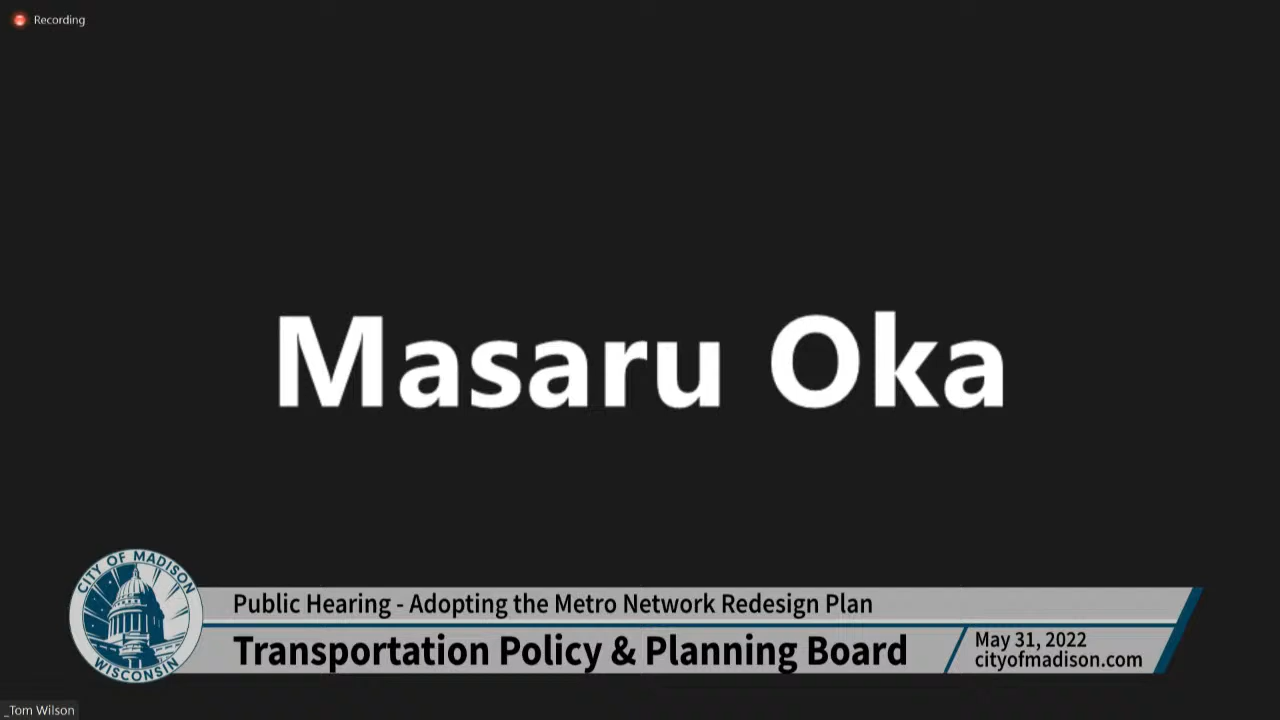 Recording
Masaru Oka
CITY OF MADISON
WISCONSIN
Public Hearing - Adopting the Metro Network Redesign Plan
Transportation Policy & Planning Board
May 31, 2022
cityofmadison.com
_Tom Wilson